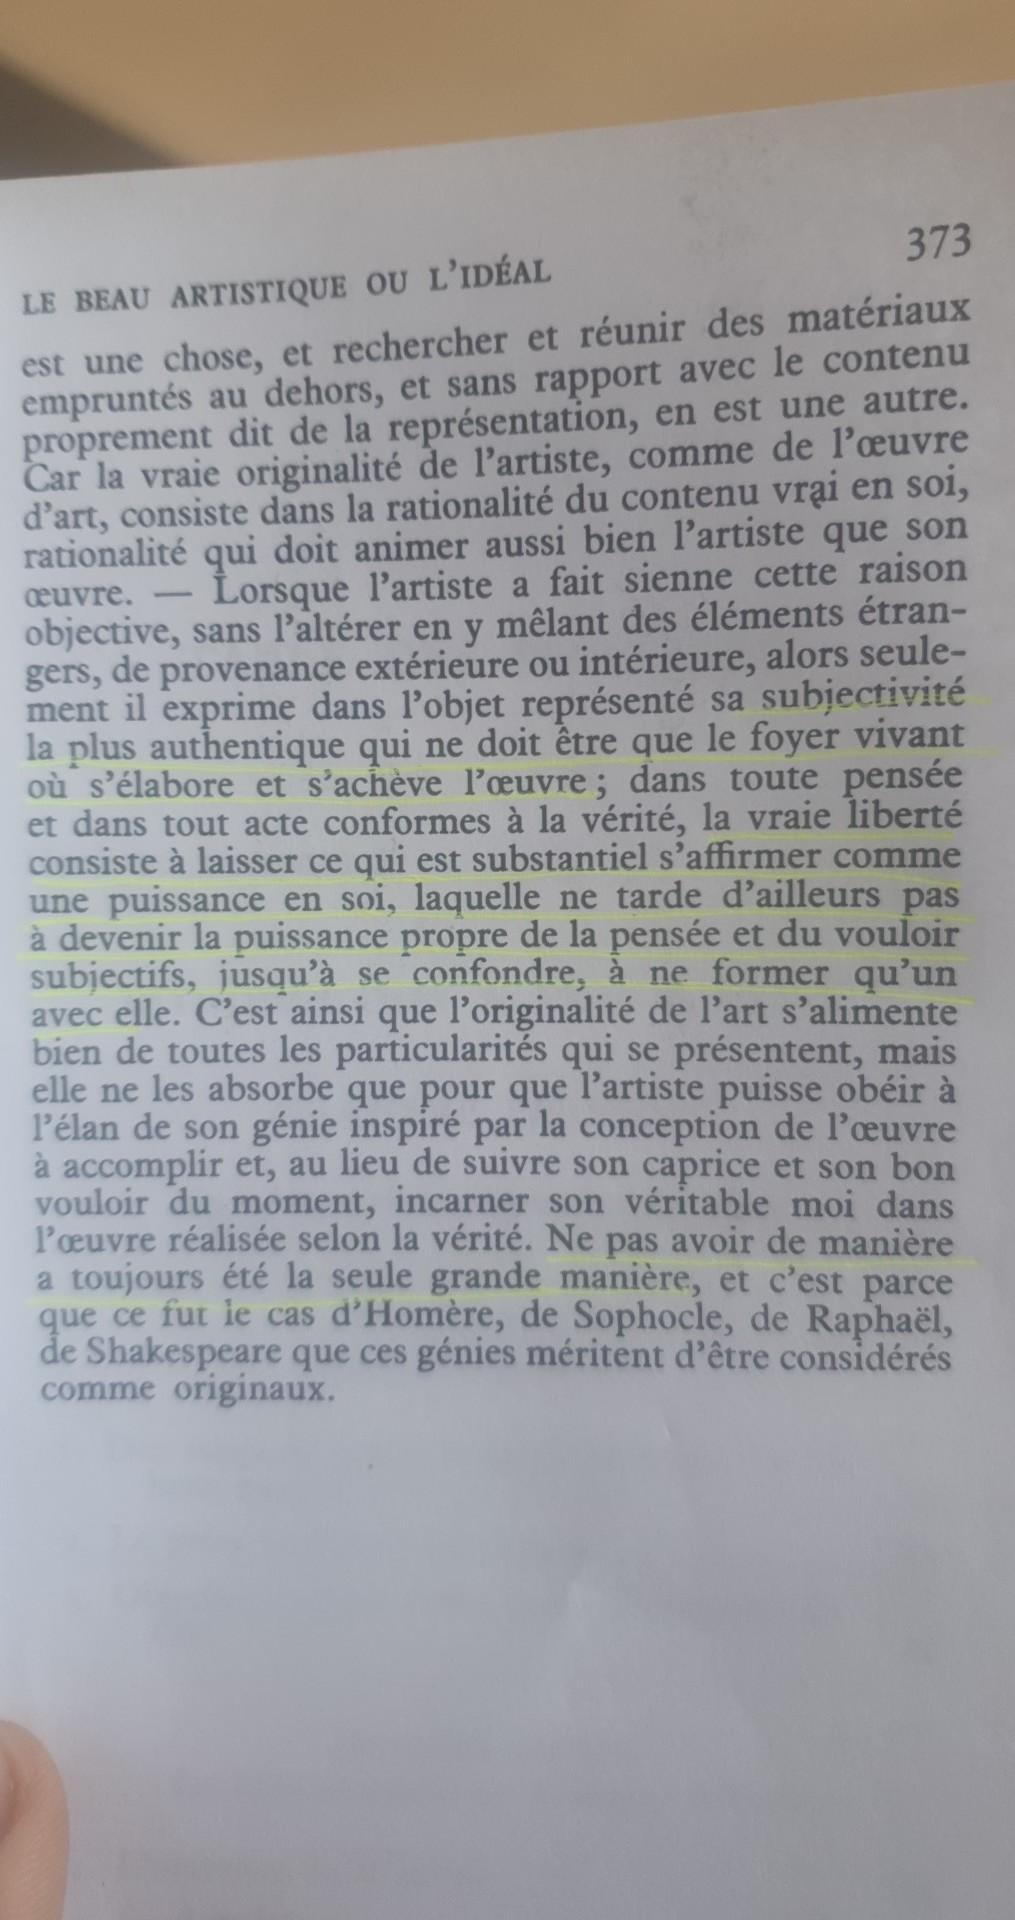 373
LE BEAU ARTISTIQUE OU L'IDÉAL
est une chose, et rechercher et réunir des matériaux
empruntés au dehors, et sans rapport avec le contenu
proprement dit de la représentation, en est une autre.
Car la vraie originalité de l'artiste, comme de l'œuvre
d'art, consiste dans la rationalité du contenu vrai en soi,
rationalité qui doit animer aussi bien l'artiste que son
œuvre. — Lorsque l'artiste a fait sienne cette raison
objective, sans l'altérer en y mêlant des éléments étran-
gers, de provenance extérieure ou intérieure, alors seule-
ment il exprime dans l'objet représenté sa subjectivité
la plus authentique qui ne doit être que le foyer vivant
où s'élabore et s'achève l'œuvre ; dans toute pensée
et dans tout acte conformes à la vérité, la vraie liberté
consiste à laisser ce qui est substantiel s'affirmer comme
une puissance en soi, laquelle ne tarde d'ailleurs pas
à devenir la puissance propre de la pensée et du vouloir
subjectifs, jusqu'à se confondre, à ne former qu'un
avec elle. C'est ainsi que l'originalité de l'art s'alimente
bien de toutes les particularités qui se présentent, mais
elle ne les absorbe que pour que l'artiste puisse obéir à
l'élan de son génie inspiré par la conception de l'œuvre
à accomplir et, au lieu de suivre son caprice et son bon
vouloir du moment, incarner son véritable moi dans
l'œuvre réalisée selon la vérité. Ne pas avoir de manière
a toujours été la seule grande manière, et c'est parce
que ce fut le cas d'Homère, de Sophocle, de Raphaël,
de Shakespeare que ces génies méritent d'être considérés
comme originaux.